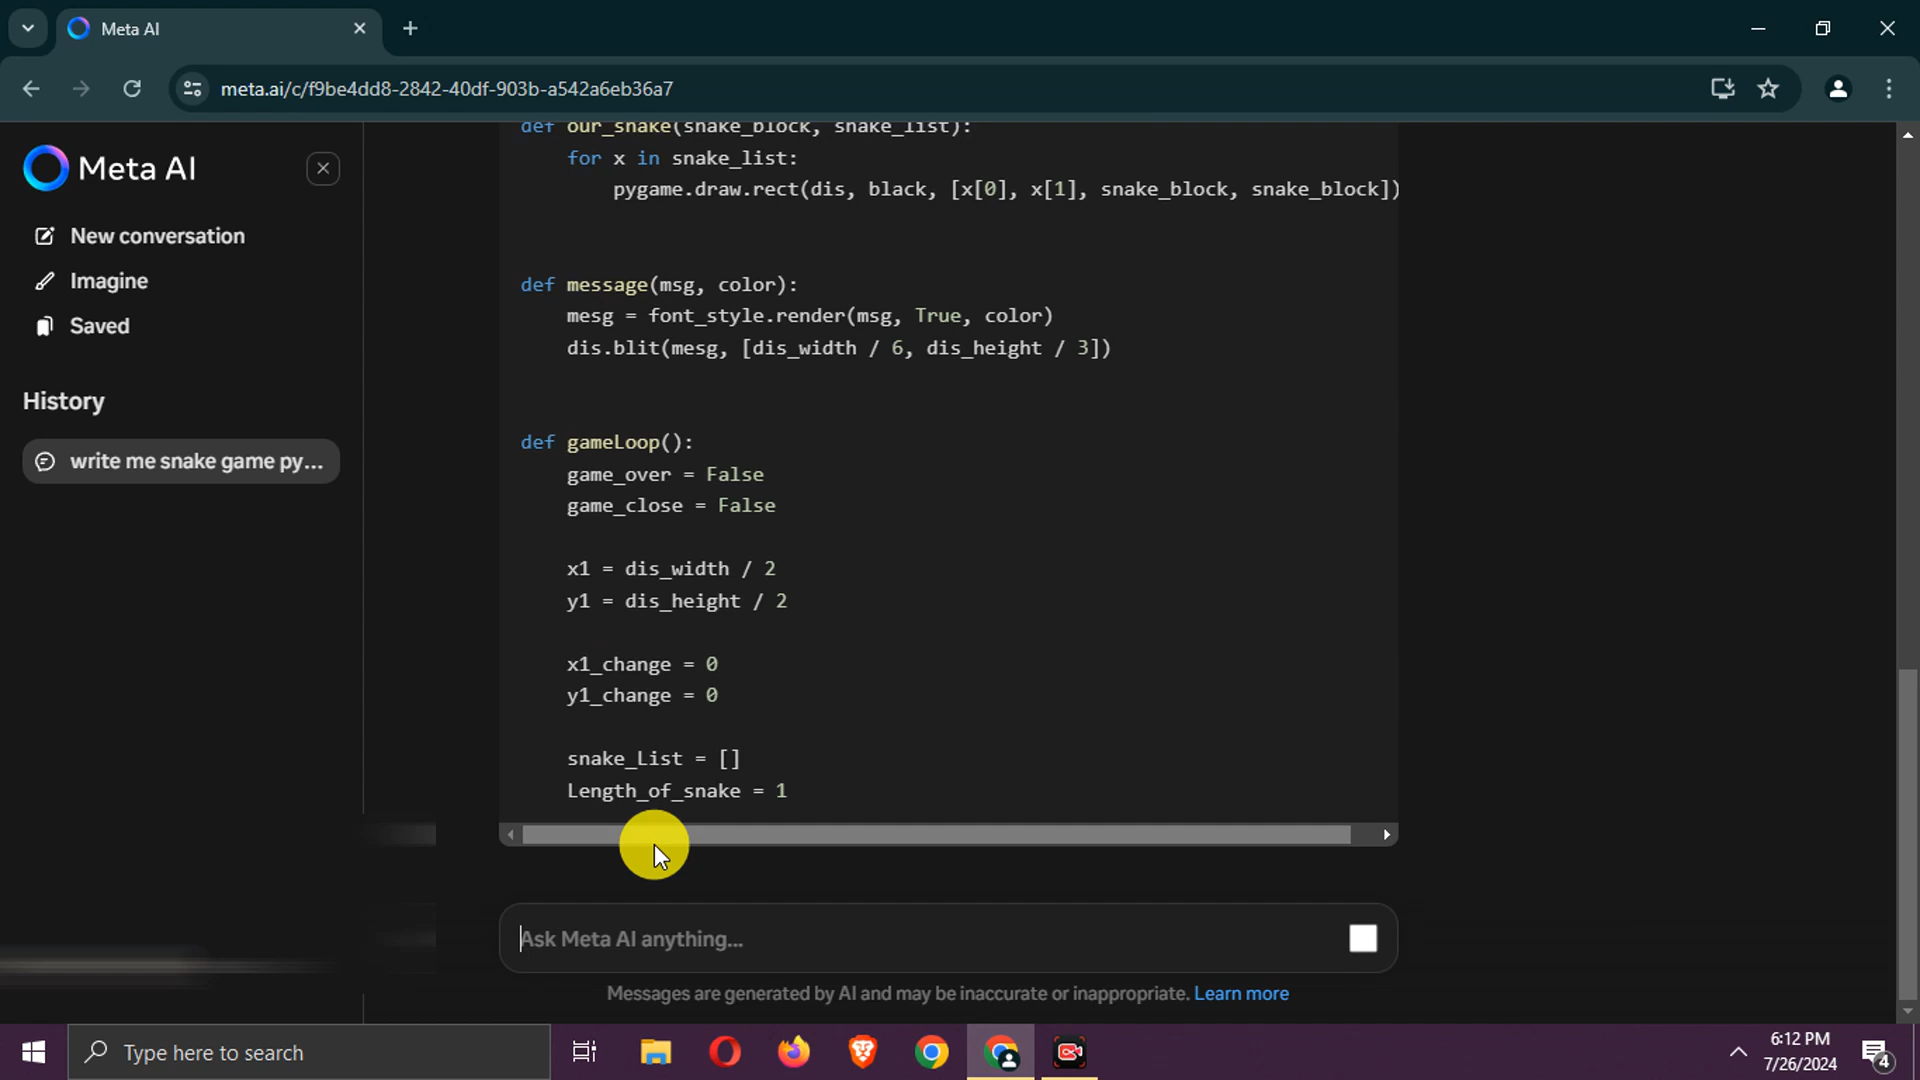 Meta AI
meta.ai/c/f9be4dd8-2842-40df-903b-a542a6eb36a7
Meta AI
New conversation
Imagine
Saved
History
write me snake game py...
def our_snake(snake_block, snake_list):
    for x in snake_list:
        pygame.draw.rect(dis, black, [x[0], x[1], snake_block, snake_block])
def message(msg, color):
    mesg = font_style.render(msg, True, color)
    dis.blit(mesg, [dis_width / 6, dis_height / 3])
def gameLoop():
    game_over = False
    game_close = False
    x1 = dis_width / 2
    y1 = dis_height / 2
    x1_change = 0
    y1_change = 0
    snake_List = []
    Length_of_snake = 1
Ask Meta AI anything...
Messages are generated by AI and may be inaccurate or inappropriate. Learn more
Type here to search
6:12 PM
7/26/2024
4